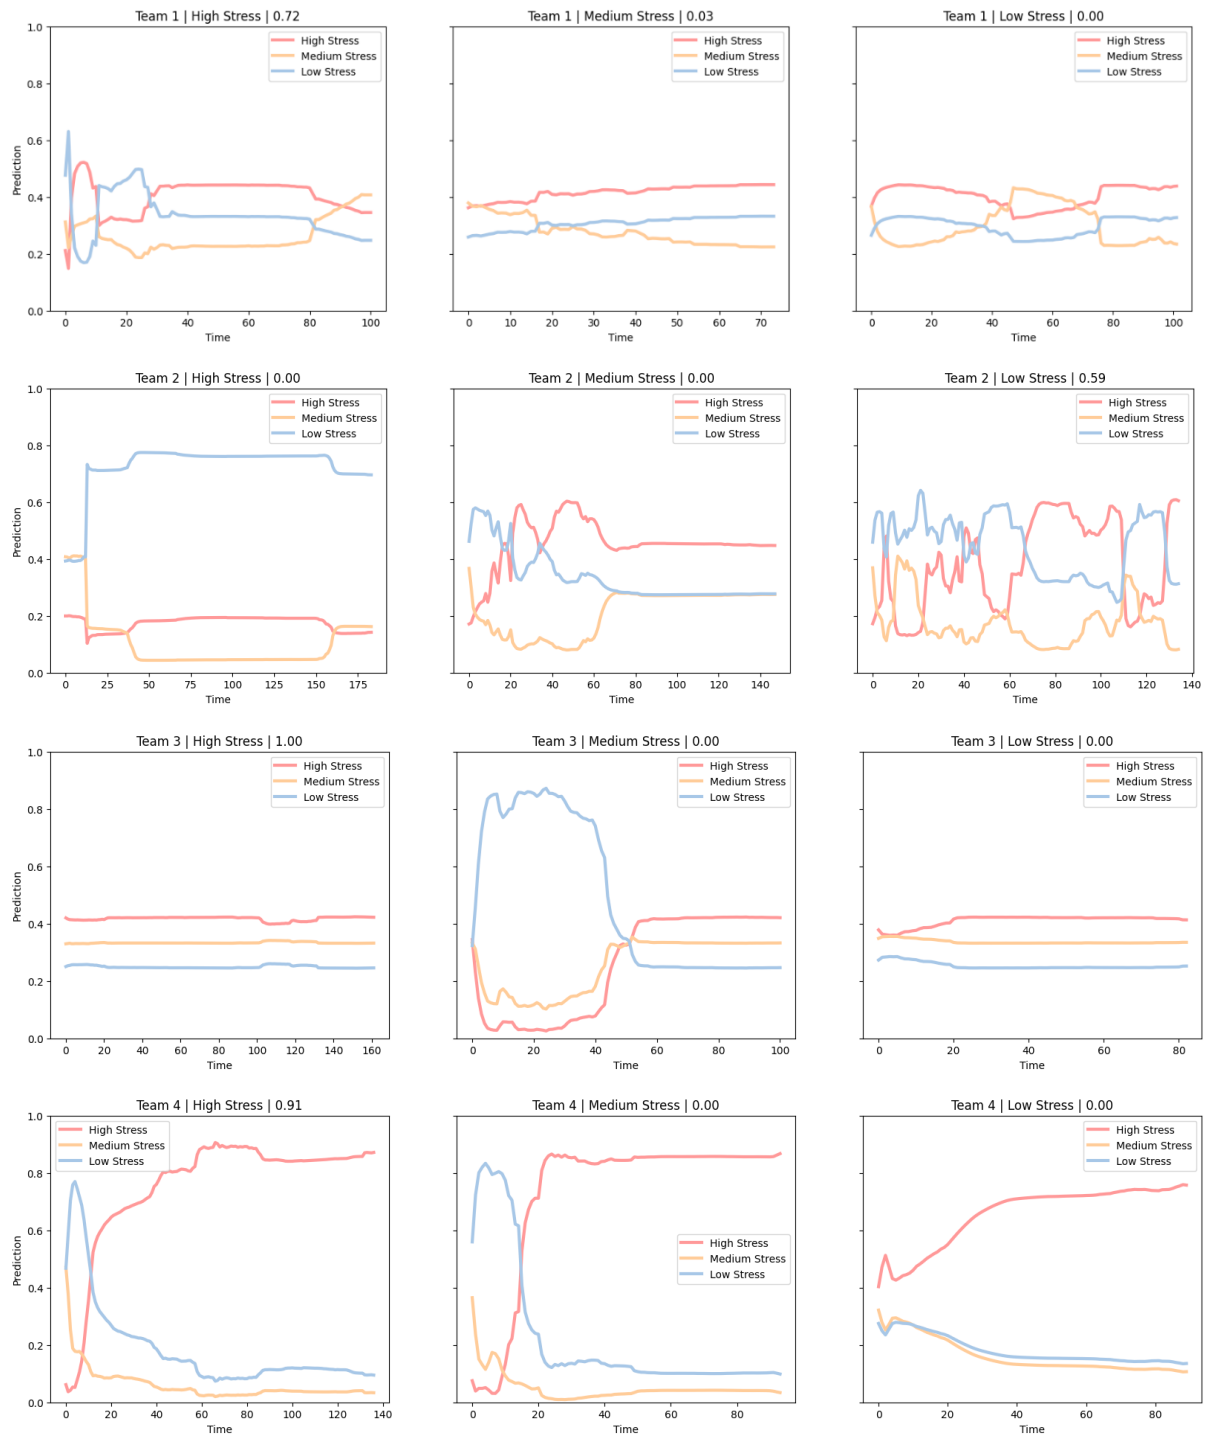 Team 1 | High Stress | 0.72
Team 1 | Medium Stress | 0.03
Team 1 | Low Stress | 0.00
1.0
0.8
0.6
0.4
0.2
0.0
Prediction
High Stress
Medium Stress
Low Stress
0 20 40 60 80 100
Time
High Stress
Medium Stress
Low Stress
0 10 20 30 40 50 60 70
Time
High Stress
Medium Stress
Low Stress
0 20 40 60 80 100
Time
Team 2 | High Stress | 0.00
Team 2 | Medium Stress | 0.00
Team 2 | Low Stress | 0.59
1.0
0.8
0.6
0.4
0.2
0.0
Prediction
High Stress
Medium Stress
Low Stress
0 25 50 75 100 125 150 175
Time
High Stress
Medium Stress
Low Stress
0 20 40 60 80 100 120 140
Time
High Stress
Medium Stress
Low Stress
0 20 40 60 80 100 120 140
Time
Team 3 | High Stress | 1.00
Team 3 | Medium Stress | 0.00
Team 3 | Low Stress | 0.00
1.0
0.8
0.6
0.4
0.2
0.0
Prediction
High Stress
Medium Stress
Low Stress
0 20 40 60 80 100 120 140 160
Time
High Stress
Medium Stress
Low Stress
0 20 40 60 80 100
Time
High Stress
Medium Stress
Low Stress
0 20 40 60 80
Time
Team 4 | High Stress | 0.91
Team 4 | Medium Stress | 0.00
Team 4 | Low Stress | 0.00
1.0
0.8
0.6
0.4
0.2
0.0
Prediction
High Stress
Medium Stress
Low Stress
0 20 40 60 80 100 120 140
Time
High Stress
Medium Stress
Low Stress
0 20 40 60 80
Time
High Stress
Medium Stress
Low Stress
0 20 40 60 80
Time